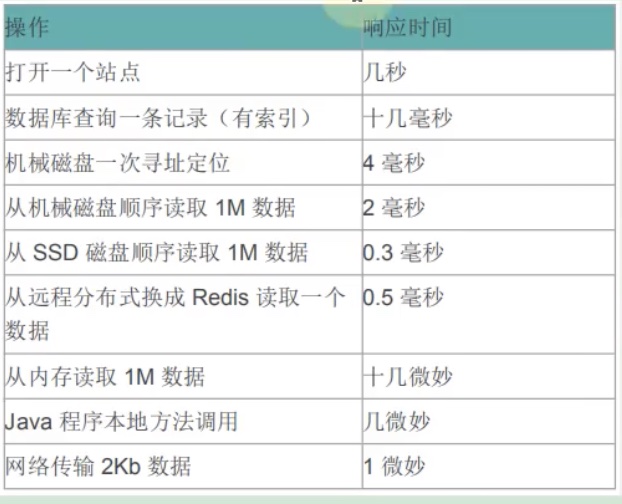 操作 响应时间
打开一个站点 几秒
数据库查询一条记录（有索引） 十几毫秒
机械磁盘一次寻址定位 4 毫秒
从机械磁盘顺序读取 1M 数据 2 毫秒
从 SSD 磁盘顺序读取 1M 数据 0.3 毫秒
从远程分布式换成 Redis 读取一个 0.5 毫秒
数据
从内存读取 1M 数据 十几微妙
Java 程序本地方法调用 几微妙
网络传输 2Kb 数据 1 微妙